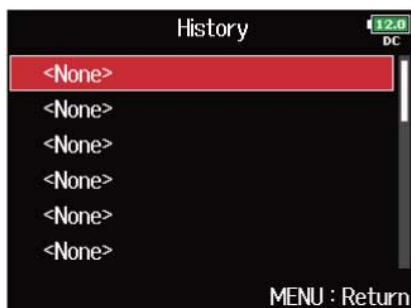 History
12.0
DC
<None>
<None>
<None>
<None>
<None>
<None>
MENU : Return